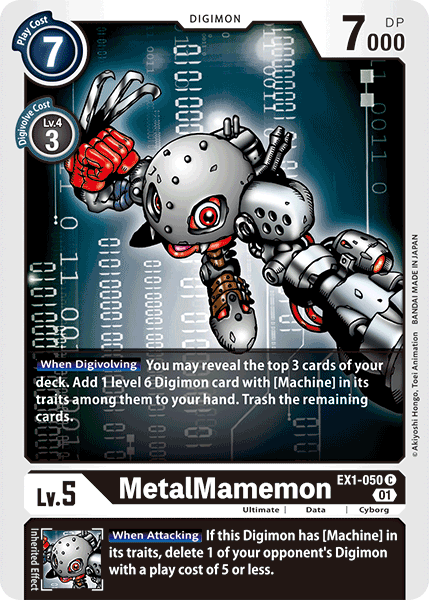 Play Cost
7
DIGIMON
DP
7000
Digivolve Cost
Lv.4
3
When Digivolving You may reveal the top 3 cards of your
deck. Add 1 level 6 Digimon card with [Machine] in its
traits among them to your hand. Trash the remaining
cards.
©Akiyoshi Hongo, Toei Animation BANDAI MADE IN JAPAN
Lv.5
MetalMamemon
EX1-050 C
01
Ultimate | Data | Cyborg
Inherited Effect
When Attacking If this Digimon has [Machine] in
its traits, delete 1 of your opponent's Digimon
with a play cost of 5 or less.